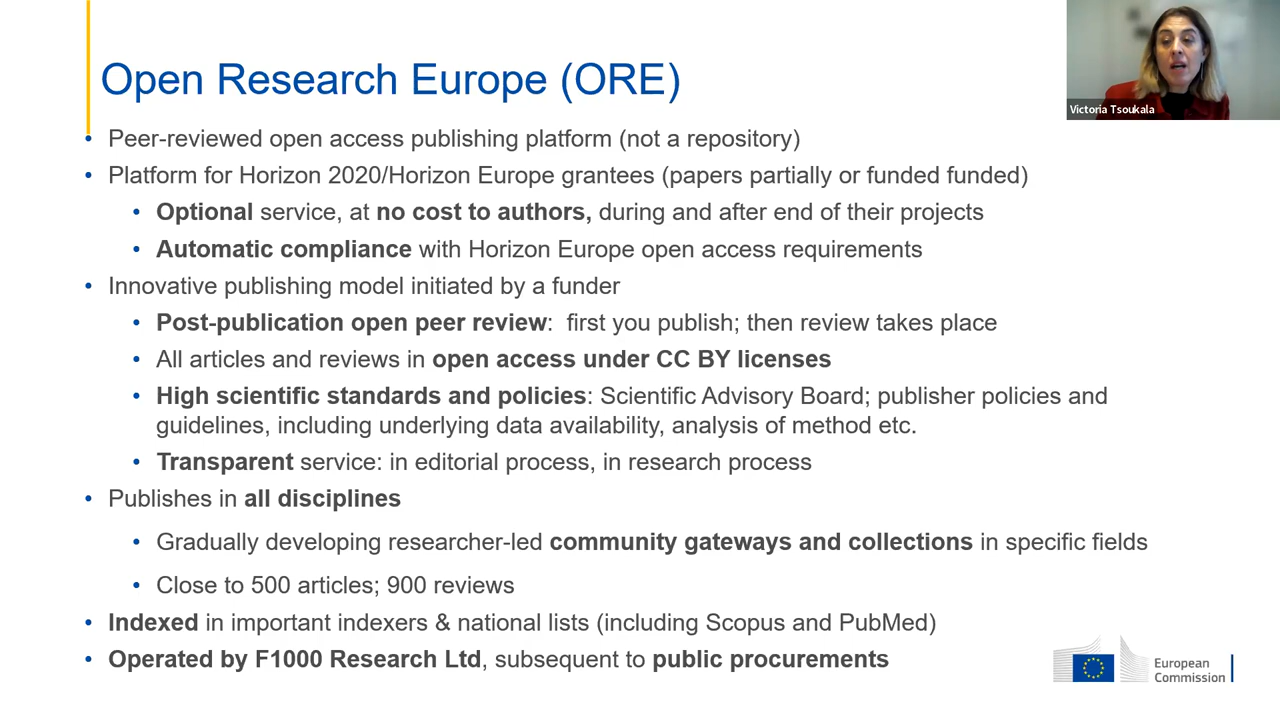 Open Research Europe (ORE)
Victoria Tsoukala
• Peer-reviewed open access publishing platform (not a repository)
• Platform for Horizon 2020/Horizon Europe grantees (papers partially or funded funded)
• Optional service, at no cost to authors, during and after end of their projects
• Automatic compliance with Horizon Europe open access requirements
• Innovative publishing model initiated by a funder
• Post-publication open peer review:  first you publish; then review takes place
• All articles and reviews in open access under CC BY licenses
• High scientific standards and policies: Scientific Advisory Board; publisher policies and
guidelines, including underlying data availability, analysis of method etc.
• Transparent service: in editorial process, in research process
• Publishes in all disciplines
• Gradually developing researcher-led community gateways and collections in specific fields
• Close to 500 articles; 900 reviews
• Indexed in important indexers & national lists (including Scopus and PubMed)
• Operated by F1000 Research Ltd, subsequent to public procurements
European
Commission